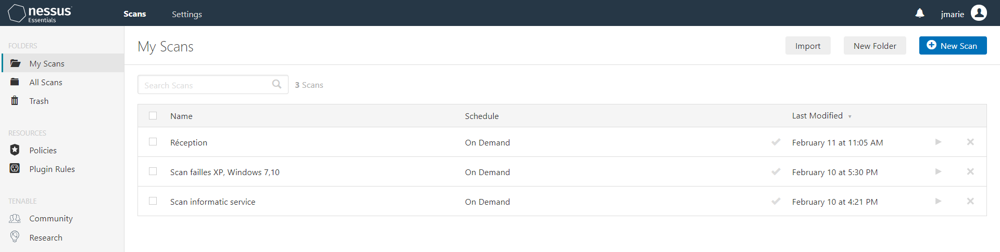 nessus
Essentials
Scans
Settings
jmarie
FOLDERS
My Scans
All Scans
Trash
RESOURCES
Policies
Plugin Rules
TENABLE
Community
Research
My Scans
Import
New Folder
New Scan
Search Scans
3 Scans
Name Schedule Last Modified
Réception On Demand February 11 at 11:05 AM
Scan failles XP, Windows 7,10 On Demand February 10 at 5:30 PM
Scan informatic service On Demand February 10 at 4:21 PM